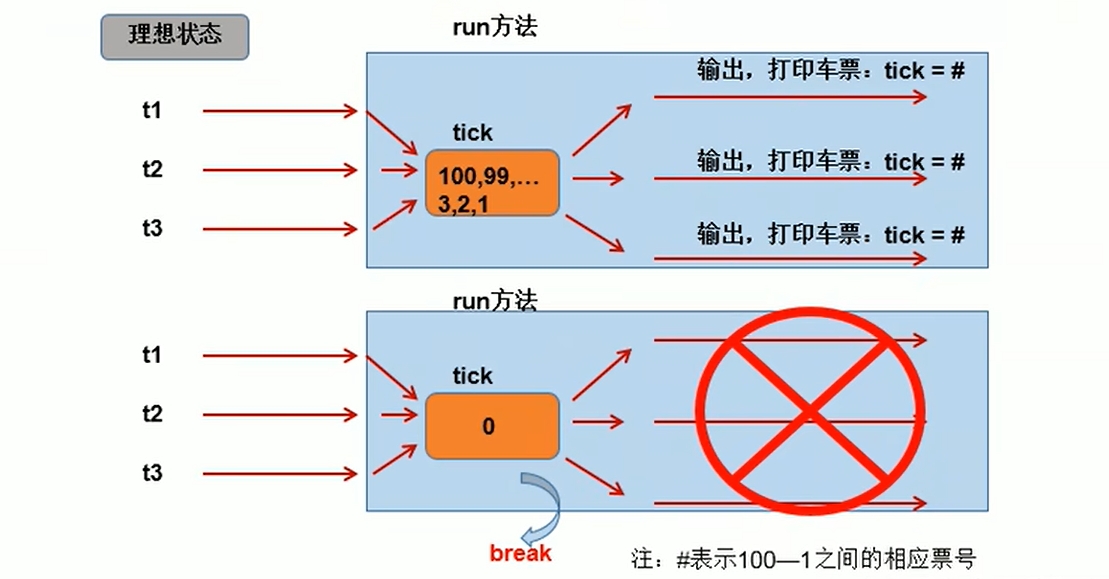 理想状态
run方法
输出，打印车票：tick = #
t1
tick
t2
100,99,…
3,2,1
输出，打印车票：tick = #
t3
输出，打印车票：tick = #
run方法
t1
tick
t2
0
t3
break
注：#表示100—1之间的相应票号